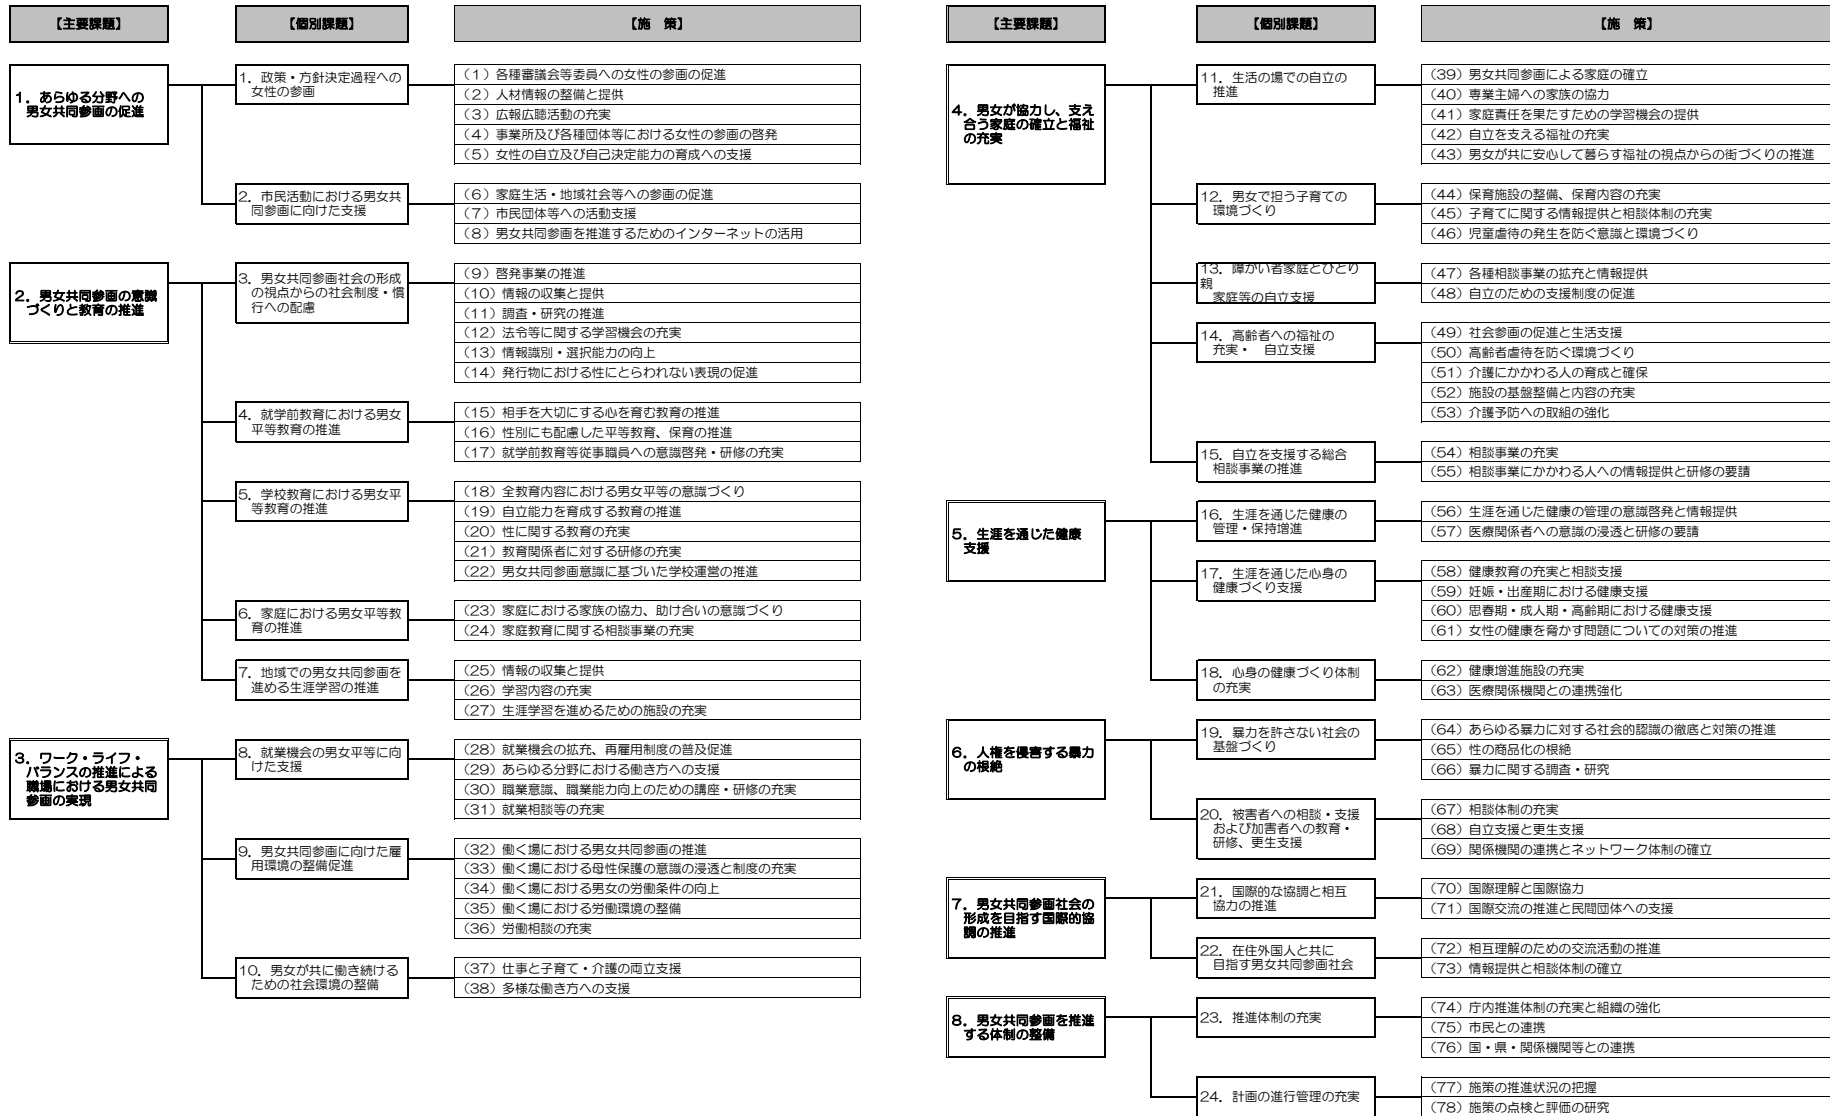 【主要課題】
【個別課題】
【施　策】
1．あらゆる分野への
男女共同参画の促進
1．政策・方針決定過程への
女性の参画
（1）各種審議会等委員への女性の参画の促進
（2）人材情報の整備と提供
（3）広報広聴活動の充実
（4）事業所及び各種団体等における女性の参画の啓発
（5）女性の自立及び自己決定能力の育成への支援
2．市民活動における男女共
同参画に向けた支援
（6）家庭生活・地域社会等への参画の促進
（7）市民団体等への活動支援
（8）男女共同参画を推進するためのインターネットの活用
2．男女共同参画の意識
づくりと教育の推進
3．男女共同参画社会の形成
の視点からの社会制度・慣
行への配慮
（9）啓発事業の推進
（10）情報の収集と提供
（11）調査・研究の推進
（12）法令等に関する学習機会の充実
（13）情報識別・選択能力の向上
（14）発行物における性にとらわれない表現の促進
4．就学前教育における男女
平等教育の推進
（15）相手を大切にする心を育む教育の推進
（16）性別にも配慮した平等教育、保育の推進
（17）就学前教育等従事職員への意識啓発・研修の充実
5．学校教育における男女平
等教育の推進
（18）全教育内容における男女平等の意識づくり
（19）自立能力を育成する教育の推進
（20）性に関する教育の充実
（21）教育関係者に対する研修の充実
（22）男女共同参画意識に基づいた学校運営の推進
6．家庭における男女平等教
育の推進
（23）家庭における家族の協力、助け合いの意識づくり
（24）家庭教育に関する相談事業の充実
7．地域での男女共同参画を
進める生涯学習の推進
（25）情報の収集と提供
（26）学習内容の充実
（27）生涯学習を進めるための施設の充実
3．ワーク・ライフ・
バランスの推進による
職場における男女共同
参画の実現
8．就業機会の男女平等に向
けた支援
（28）就業機会の拡充、再雇用制度の普及促進
（29）あらゆる分野における働き方への支援
（30）職業意識、職業能力向上のための講座・研修の充実
（31）就業相談等の充実
9．男女共同参画に向けた雇
用環境の整備促進
（32）働く場における男女共同参画の推進
（33）働く場における母性保護の意識の浸透と制度の充実
（34）働く場における男女の労働条件の向上
（35）働く場における労働環境の整備
（36）労働相談の充実
10．男女が共に働き続ける
ための社会環境の整備
（37）仕事と子育て・介護の両立支援
（38）多様な働き方への支援
【主要課題】
【個別課題】
【施　策】
4．男女が協力し、支え
合う家庭の確立と福祉
の充実
11．生活の場での自立の
推進
（39）男女共同参画による家庭の確立
（40）専業主婦への家族の協力
（41）家庭責任を果たすための学習機会の提供
（42）自立を支える福祉の充実
（43）男女が共に安心して暮らす福祉の視点からの街づくりの推進
12．男女で担う子育ての
環境づくり
（44）保育施設の整備、保育内容の充実
（45）子育てに関する情報提供と相談体制の充実
（46）児童虐待の発生を防ぐ意識と環境づくり
13．障がい者家庭とひとり
親
家庭等の自立支援
（47）各種相談事業の拡充と情報提供
（48）自立のための支援制度の促進
14．高齢者への福祉の
充実・　自立支援
（49）社会参画の促進と生活支援
（50）高齢者虐待を防ぐ環境づくり
（51）介護にかかわる人の育成と確保
（52）施設の基盤整備と内容の充実
（53）介護予防への取組の強化
15．自立を支援する総合
相談事業の推進
（54）相談事業の充実
（55）相談事業にかかわる人への情報提供と研修の要請
5．生涯を通じた健康
支援
16．生涯を通じた健康の
管理・保持増進
（56）生涯を通じた健康の管理の意識啓発と情報提供
（57）医療関係者への意識の浸透と研修の要請
17．生涯を通じた心身の
健康づくり支援
（58）健康教育の充実と相談支援
（59）妊娠・出産期における健康支援
（60）思春期・成人期・高齢期における健康支援
（61）女性の健康を脅かす問題についての対策の推進
18．心身の健康づくり体制
の充実
（62）健康増進施設の充実
（63）医療関係機関との連携強化
6．人権を侵害する暴力
の根絶
19．暴力を許さない社会の
基盤づくり
（64）あらゆる暴力に対する社会的認識の徹底と対策の推進
（65）性の商品化の根絶
（66）暴力に関する調査・研究
20．被害者への相談・支援
および加害者への教育・
研修、更生支援
（67）相談体制の充実
（68）自立支援と更生支援
（69）関係機関の連携とネットワーク体制の確立
7．男女共同参画社会の
形成を目指す国際的協
調の推進
21．国際的な協調と相互
協力の推進
（70）国際理解と国際協力
（71）国際交流の推進と民間団体への支援
22．在住外国人と共に
目指す男女共同参画社会
（72）相互理解のための交流活動の推進
（73）情報提供と相談体制の確立
8．男女共同参画を推進
する体制の整備
23．推進体制の充実
（74）庁内推進体制の充実と組織の強化
（75）市民との連携
（76）国・県・関係機関等との連携
24．計画の進行管理の充実
（77）施策の推進状況の把握
（78）施策の点検と評価の研究